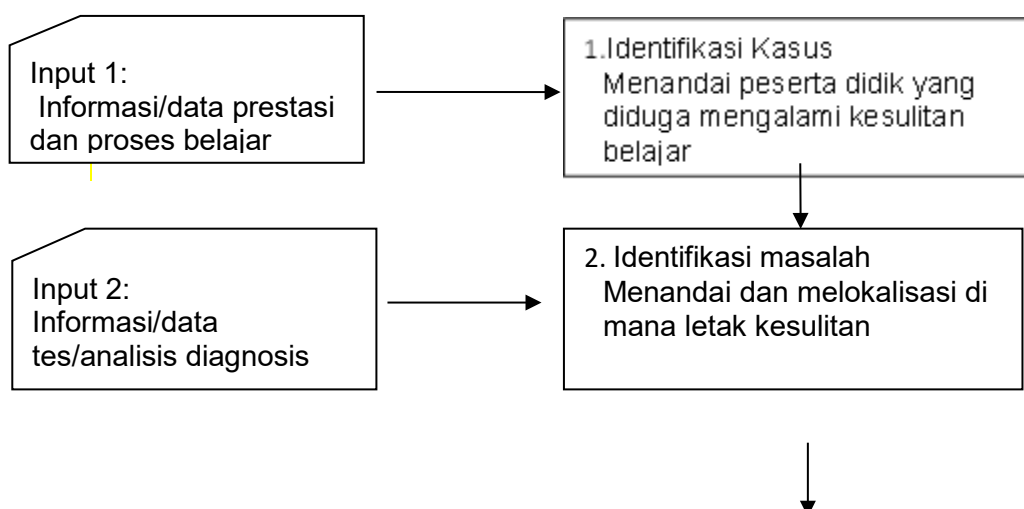 Input 1:
Informasi/data prestasi
dan proses belajar
1.Identifikasi Kasus
Menandai peserta didik yang
diduga mengalami kesulitan
belajar
Input 2:
Informasi/data
tes/analisis diagnosis
2. Identifikasi masalah
Menandai dan melokalisasi di
mana letak kesulitan